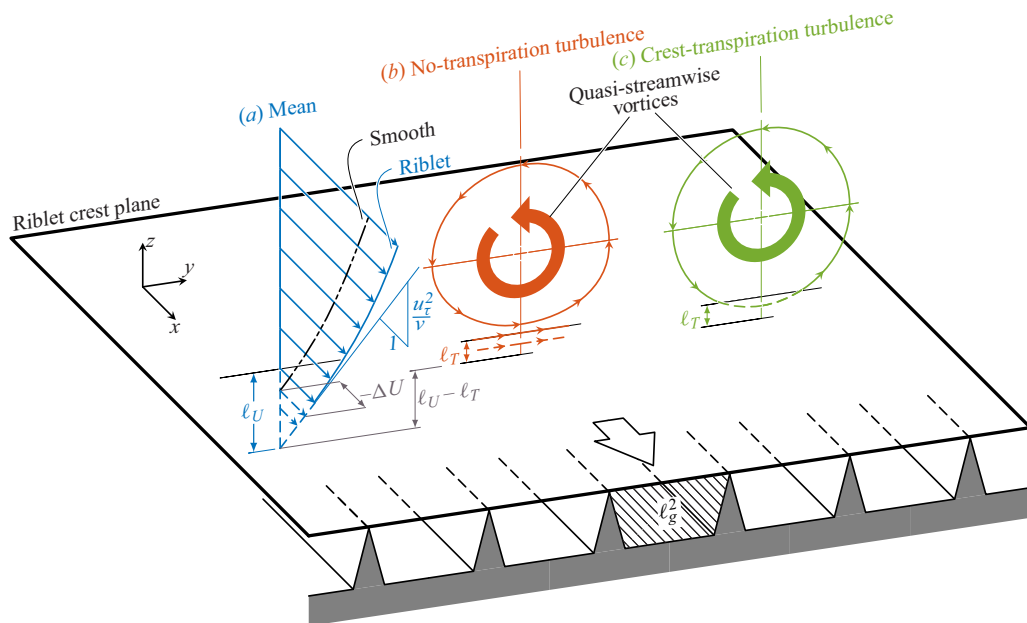 (b) No-transpiration turbulence
(c) Crest-transpiration turbulence
Quasi-streamwise
vortices
(a) Mean
Smooth
Riblet
Riblet crest plane
z
y
x
u_τ^2
ν
1
ℓ_T
ℓ_T
−ΔU
ℓ_U
ℓ_U − ℓ_T
ℓ_g^2